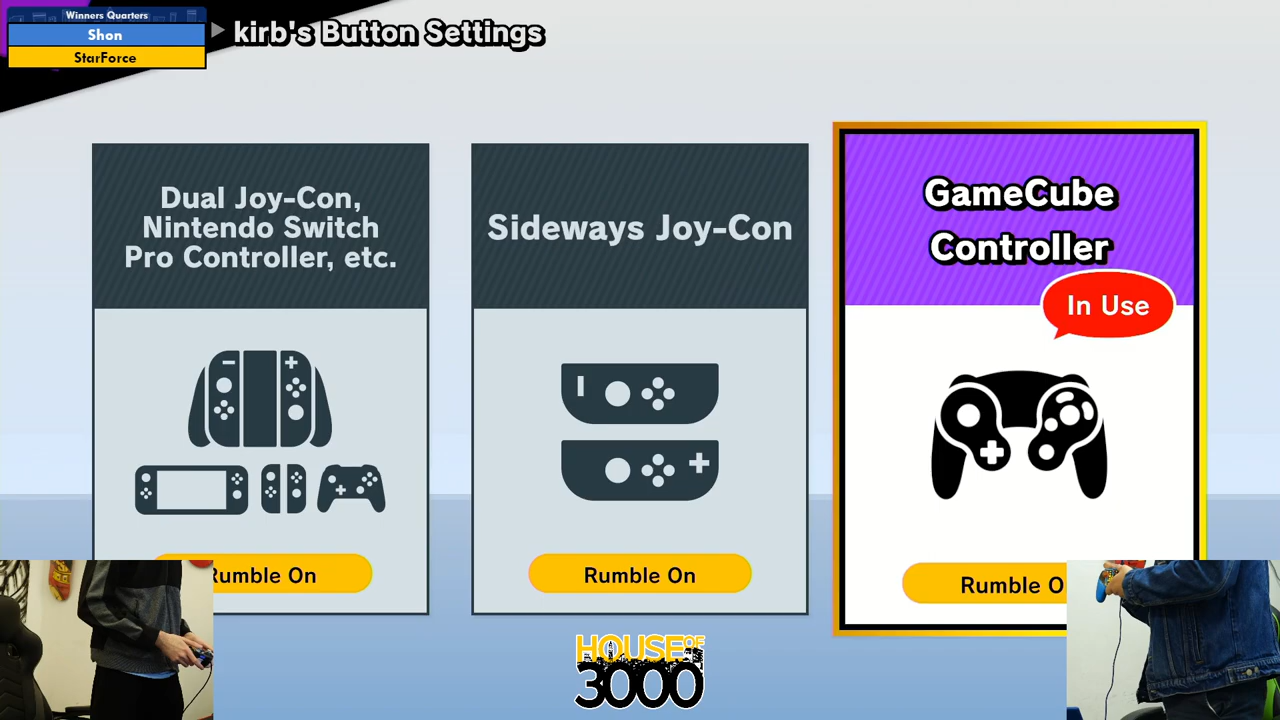 Winners Quarters
Shon
StarForce
kirb's Button Settings
Dual Joy-Con,
Nintendo Switch
Pro Controller, etc.
Sideways Joy-Con
GameCube
Controller
In Use
Rumble On
Rumble On
Rumble O
HOUSE OF
3000